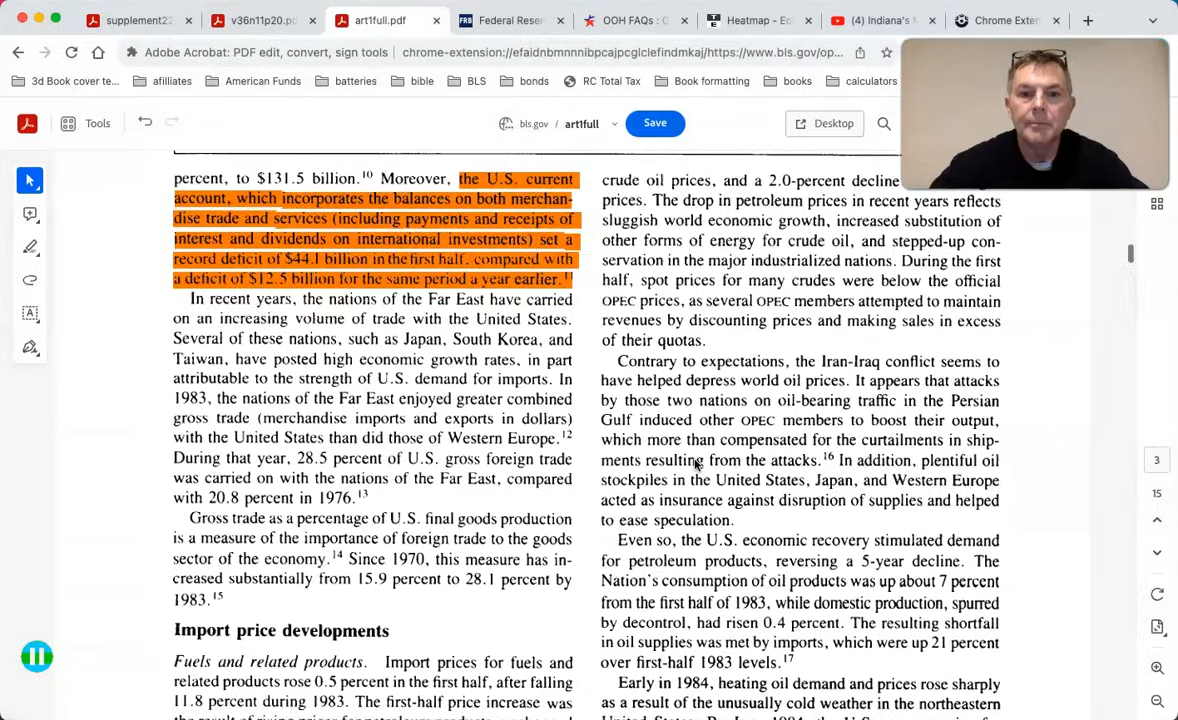 supplement22
v36n11p20.pd
art1full.pdf
FRB
Federal Rese
OOH FAQs : O
TE
Heatmap - E
(4) Indiana's
Chrome Exter
Adobe Acrobat: PDF edit, convert, sign tools
chrome-extension://efaidnbmnnnibpcajpcglclefindmkaj/https://www.bls.gov/op...
3d Book cover te...
afilliates
American Funds
batteries
bible
BLS
bonds
RC Total Tax
Book formatting
books
calculators
Tools
bls.gov / art1full
Save
Desktop
percent, to $131.5 billion.10 Moreover, the U.S. current
account, which incorporates the balances on both merchan-
dise trade and services (including payments and receipts of
interest and dividends on international investments) set a
record deficit of $44.1 billion in the first half, compared with
a deficit of $12.5 billion for the same period a year earlier.11
In recent years, the nations of the Far East have carried
on an increasing volume of trade with the United States.
Several of these nations, such as Japan, South Korea, and
Taiwan, have posted high economic growth rates, in part
attributable to the strength of U.S. demand for imports. In
1983, the nations of the Far East enjoyed greater combined
gross trade (merchandise imports and exports in dollars)
with the United States than did those of Western Europe.12
During that year, 28.5 percent of U.S. gross foreign trade
was carried on with the nations of the Far East, compared
with 20.8 percent in 1976.13
Gross trade as a percentage of U.S. final goods production
is a measure of the importance of foreign trade to the goods
sector of the economy.14 Since 1970, this measure has in-
creased substantially from 15.9 percent to 28.1 percent by
1983.15
Import price developments
Fuels and related products. Import prices for fuels and
related products rose 0.5 percent in the first half, after falling
11.8 percent during 1983. The first-half price increase was
crude oil prices, and a 2.0-percent decline
prices. The drop in petroleum prices in recent years reflects
sluggish world economic growth, increased substitution of
other forms of energy for crude oil, and stepped-up con-
servation in the major industrialized nations. During the first
half, spot prices for many crudes were below the official
OPEC prices, as several OPEC members attempted to maintain
revenues by discounting prices and making sales in excess
of their quotas.
Contrary to expectations, the Iran-Iraq conflict seems to
have helped depress world oil prices. It appears that attacks
by those two nations on oil-bearing traffic in the Persian
Gulf induced other OPEC members to boost their output,
which more than compensated for the curtailments in ship-
ments resulting from the attacks.16 In addition, plentiful oil
stockpiles in the United States, Japan, and Western Europe
acted as insurance against disruption of supplies and helped
to ease speculation.
Even so, the U.S. economic recovery stimulated demand
for petroleum products, reversing a 5-year decline. The
Nation's consumption of oil products was up about 7 percent
from the first half of 1983, while domestic production, spurred
by decontrol, had risen 0.4 percent. The resulting shortfall
in oil supplies was met by imports, which were up 21 percent
over first-half 1983 levels.17
Early in 1984, heating oil demand and prices rose sharply
as a result of the unusually cold weather in the northeastern
3
15